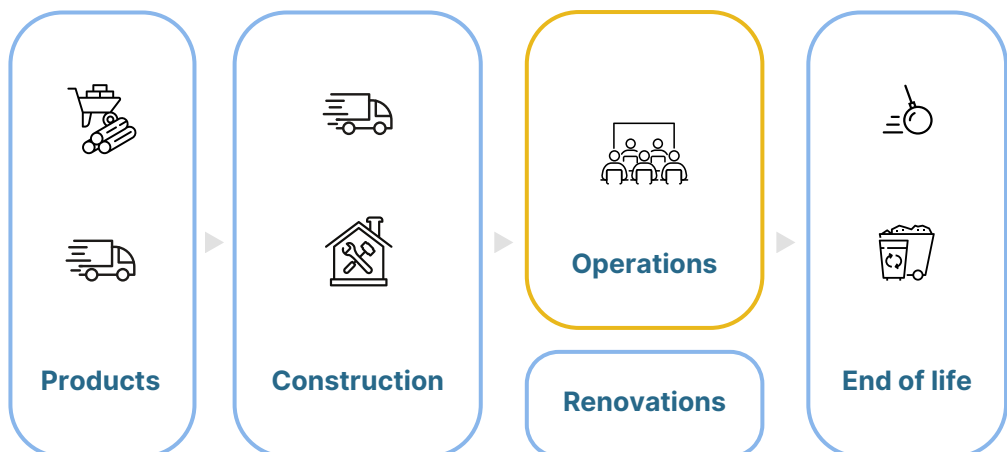 Products
Construction
Operations
Renovations
End of life